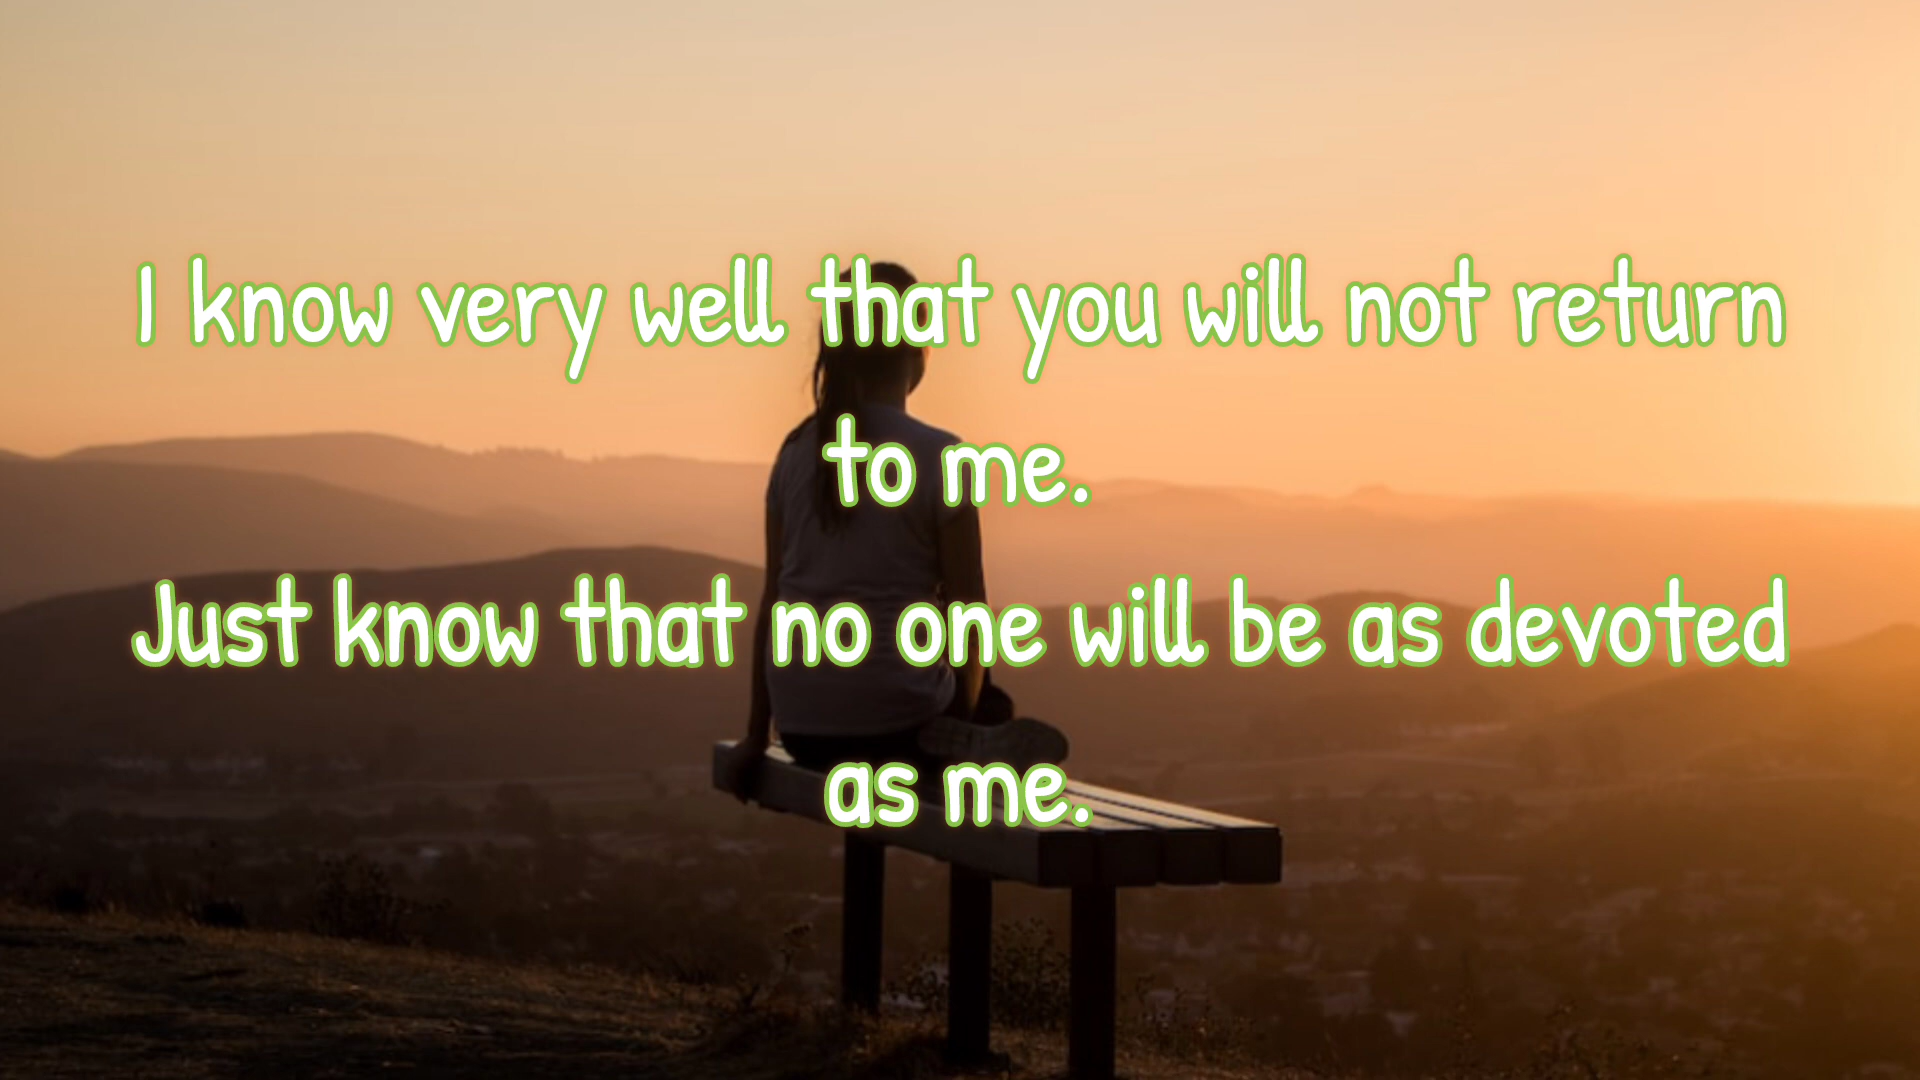 I know very well that you will not return
to me.
Just know that no one will be as devoted
as me.